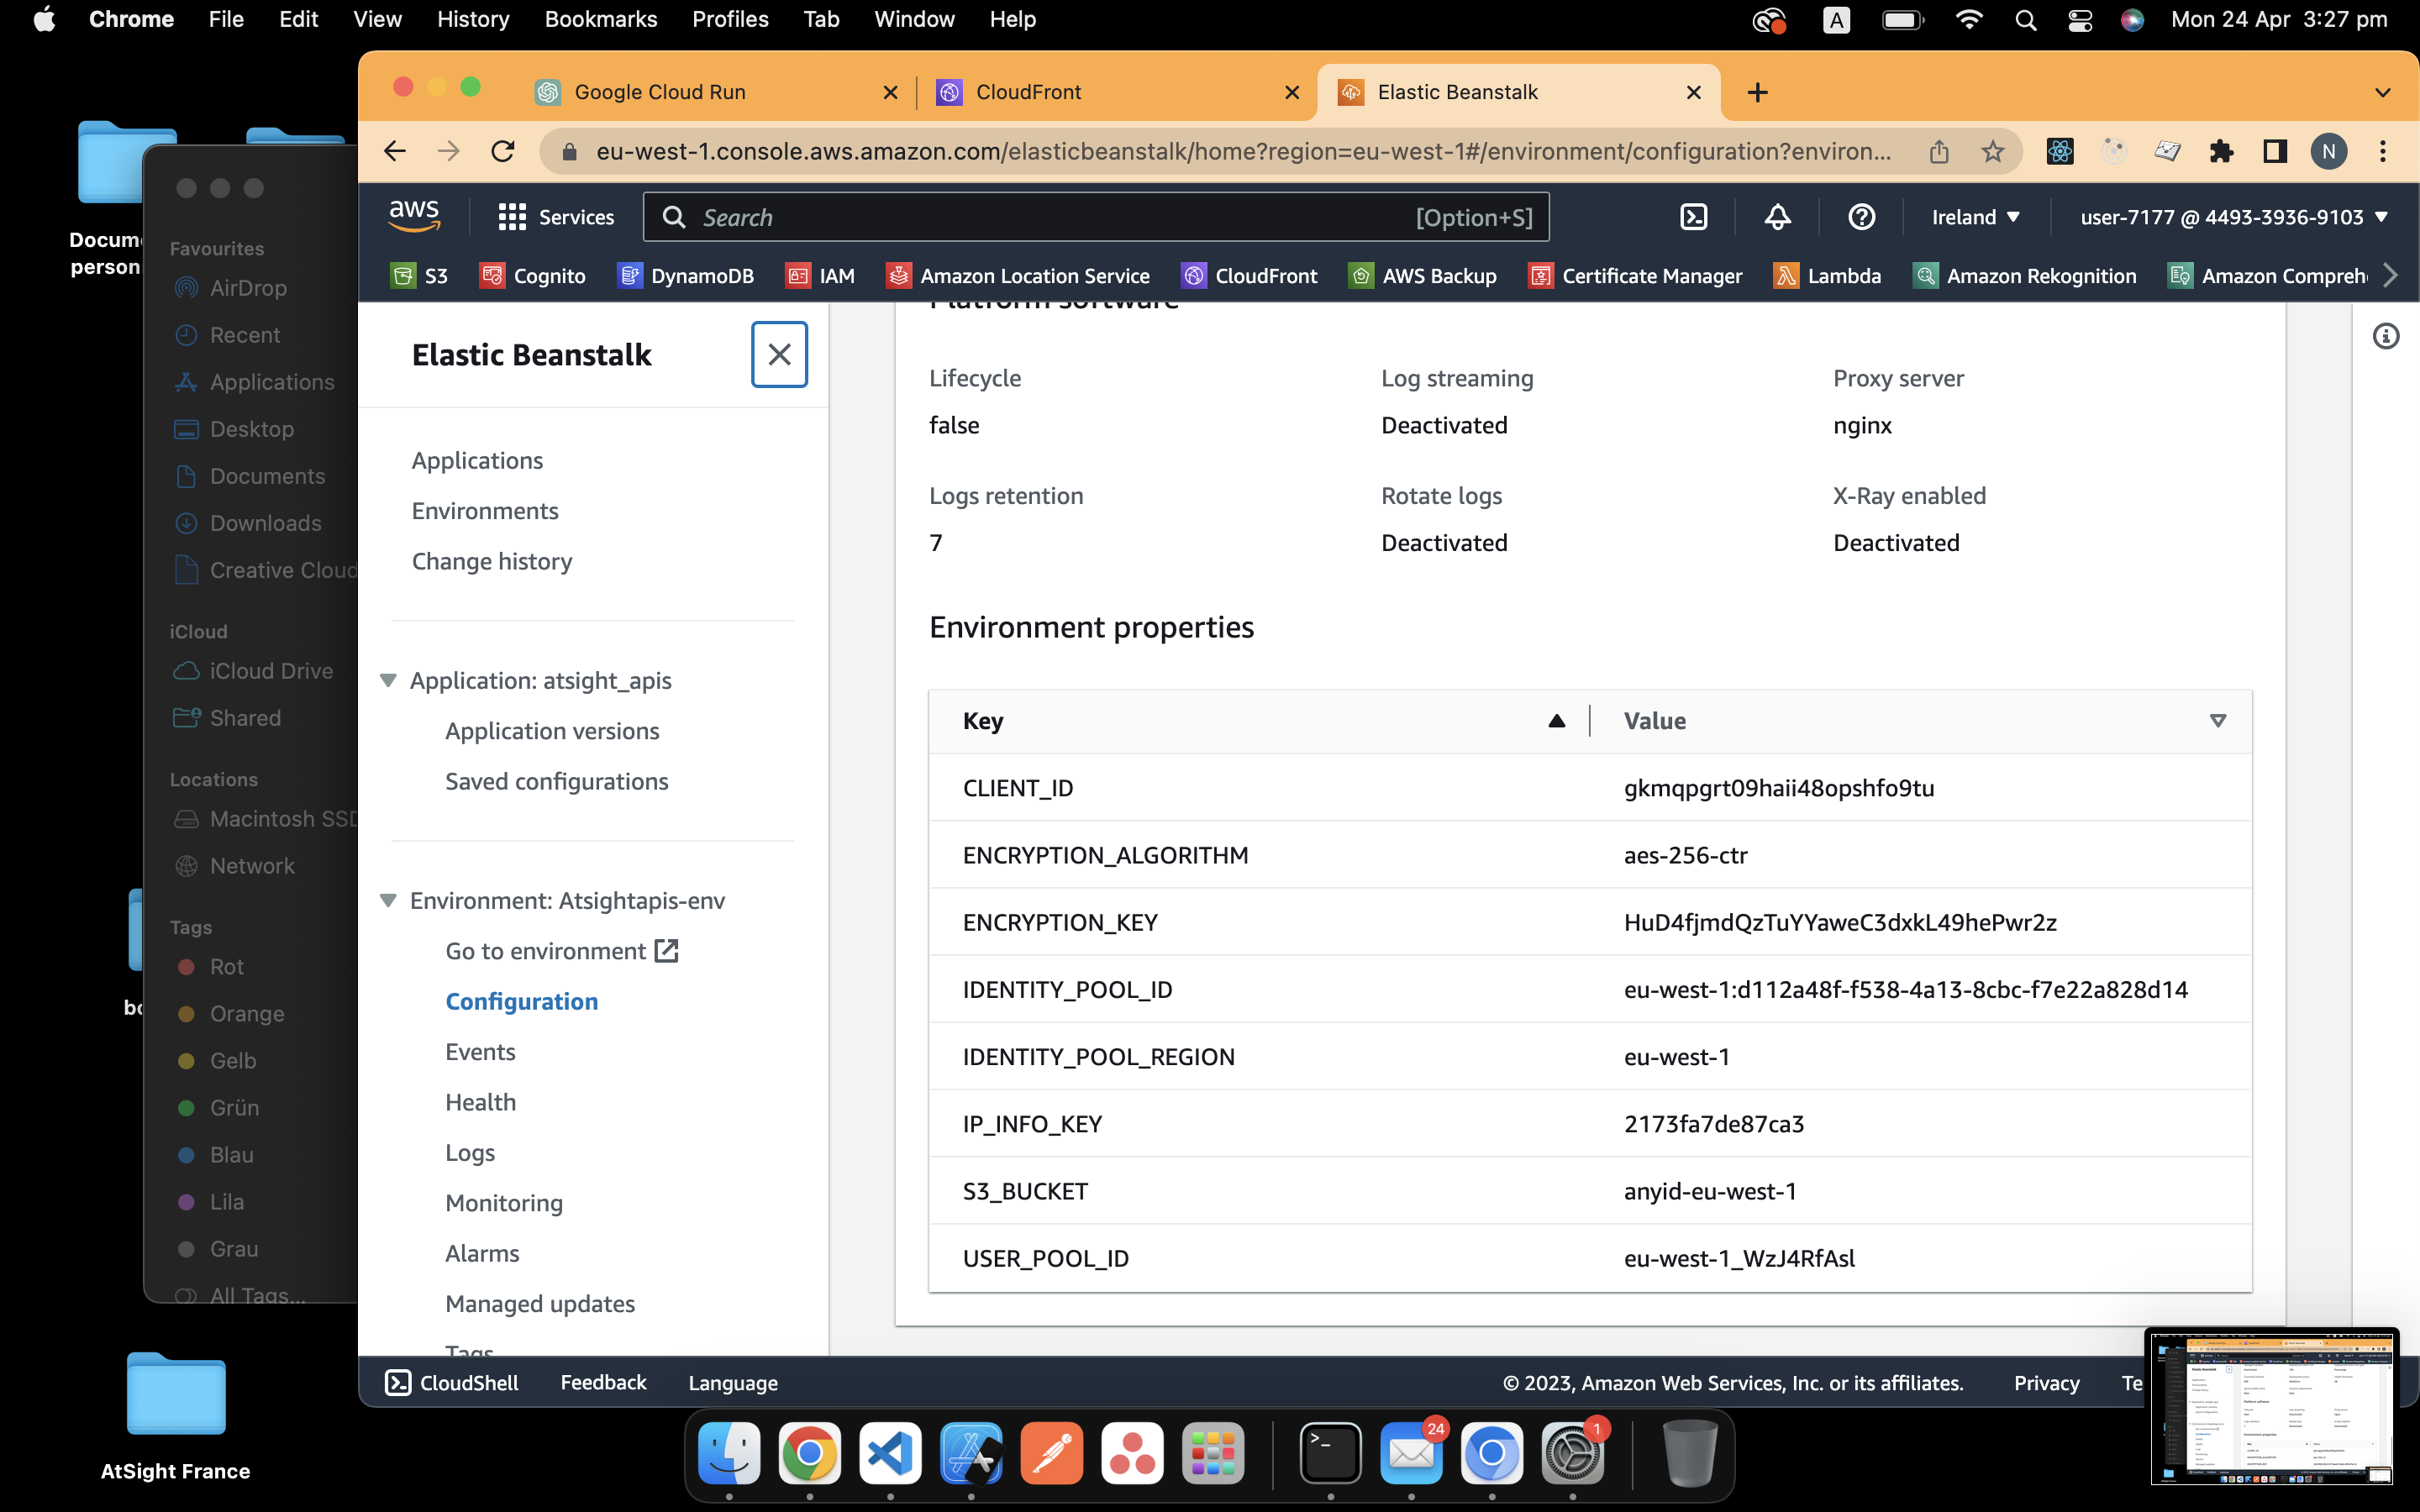 Chrome File Edit View History Bookmarks Profiles Tab Window Help
A Mon 24 Apr 3:27 pm
Google Cloud Run
CloudFront
Elastic Beanstalk
eu-west-1.console.aws.amazon.com/elasticbeanstalk/home?region=eu-west-1#/environment/configuration?environ...
N
aws Services Search [Option+S] Ireland user-7177 @ 4493-3936-9103
S3 Cognito DynamoDB IAM Amazon Location Service CloudFront AWS Backup Certificate Manager Lambda Amazon Rekognition Amazon Compreh
Docum
person
Favourites
AirDrop
Recent
Applications
Desktop
Documents
Downloads
Creative Cloud
iCloud
iCloud Drive
Shared
Locations
Macintosh SSD
Network
Tags
Rot
Orange
Gelb
Grün
Blau
Lila
Grau
All Tags...
bo
AtSight France
Elastic Beanstalk
Applications
Environments
Change history
Application: atsight_apis
Application versions
Saved configurations
Environment: Atsightapis-env
Go to environment
Configuration
Events
Health
Logs
Monitoring
Alarms
Managed updates
Tags
Platform software
Lifecycle Log streaming Proxy server
false Deactivated nginx
Logs retention Rotate logs X-Ray enabled
7 Deactivated Deactivated
Environment properties
Key Value
CLIENT_ID gkmqpgrt09haii48opshfo9tu
ENCRYPTION_ALGORITHM aes-256-ctr
ENCRYPTION_KEY HuD4fjmdQzTuYYaweC3dxkL49hePwr2z
IDENTITY_POOL_ID eu-west-1:d112a48f-f538-4a13-8cbc-f7e22a828d14
IDENTITY_POOL_REGION eu-west-1
IP_INFO_KEY 2173fa7de87ca3
S3_BUCKET anyid-eu-west-1
USER_POOL_ID eu-west-1_WzJ4RfAsl
CloudShell Feedback Language © 2023, Amazon Web Services, Inc. or its affiliates. Privacy Te
24
1